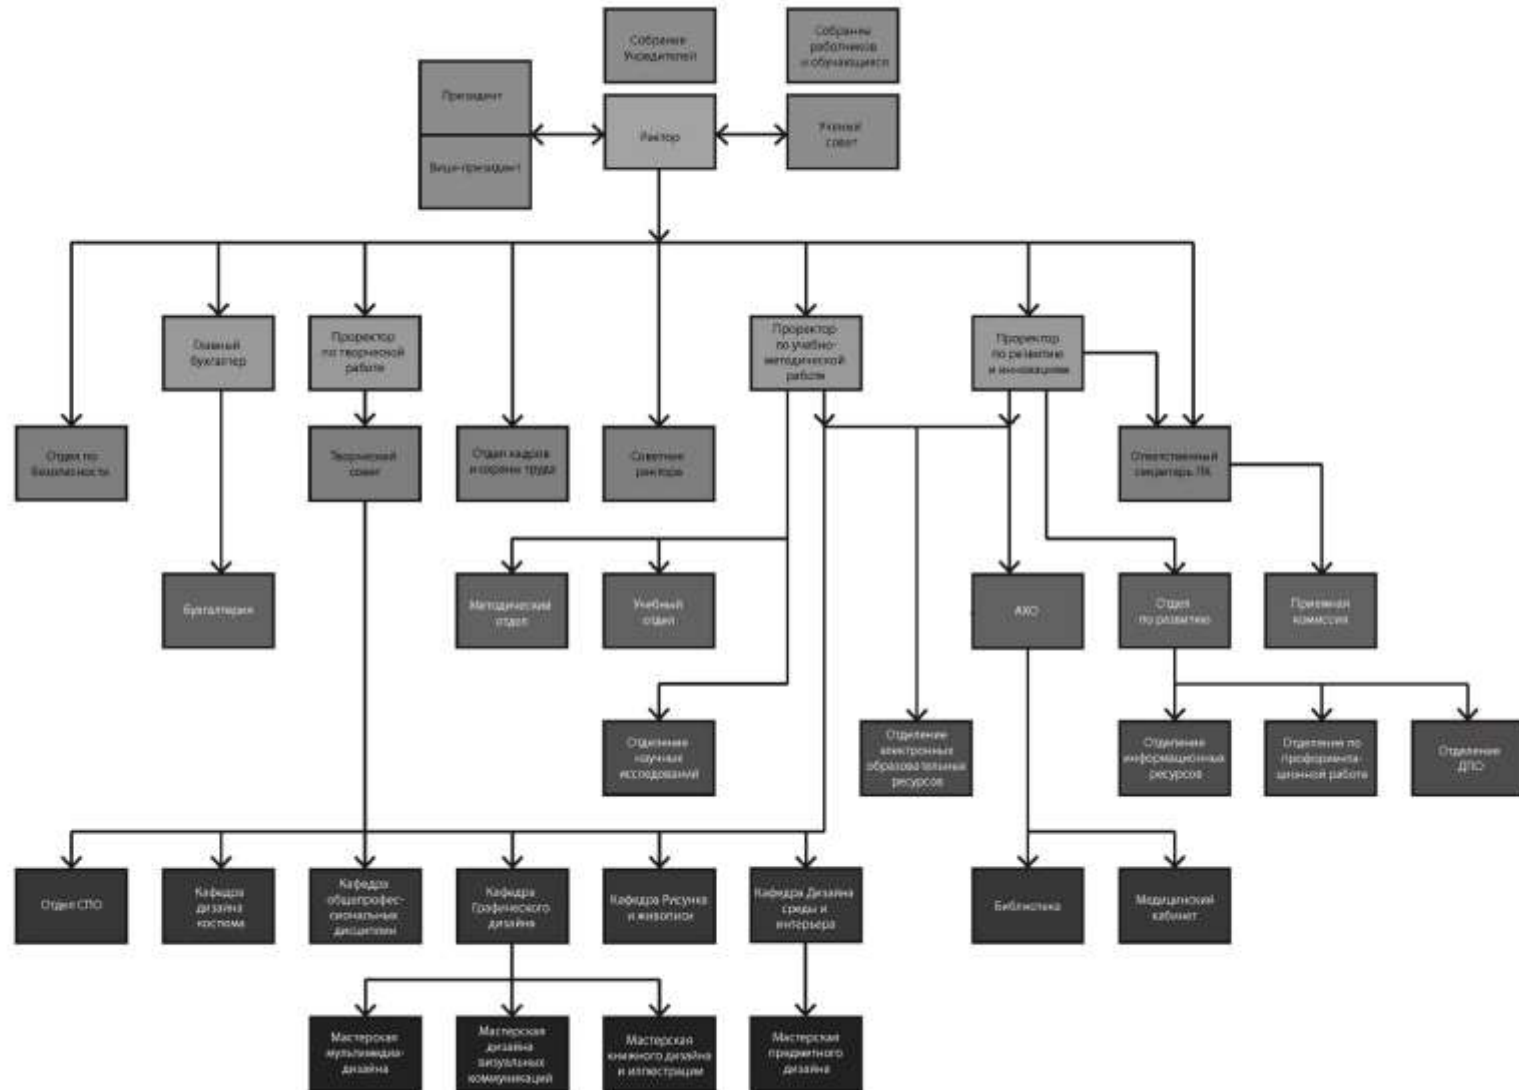 Собрание
Учредителей
Собрание
работников
и обучающихся
Президент
Вице-президент
Ректор
Ученый
совет
Главный
бухгалтер
Проректор
по творческой
работе
Проректор
по учебно-
методической
работе
Проректор
по развитию
и инновациям
Отдел по
безопасности
Творческий
совет
Отдел кадров
и охраны труда
Советник
ректора
Ответственный
секретарь ПК
Бухгалтерия
Методический
отдел
Учебный
отдел
АХО
Отдел
по развитию
Приемная
комиссия
Отделение
научных
исследований
Отделение
электронных
образовательных
ресурсов
Отделение
информационных
ресурсов
Отделение по
профориента-
ционной работе
Отделение
ДПО
Отдел СПО
Кафедра
дизайна
костюма
Кафедра
общепрофес-
сиональных
дисциплин
Кафедра
Графического
дизайна
Кафедра Рисунка
и живописи
Кафедра Дизайна
среды и
интерьера
Библиотека
Медицинский
кабинет
Мастерская
мультимедиа-
дизайна
Мастерская
дизайна
визуальных
коммуникаций
Мастерская
книжного дизайна
и иллюстрации
Мастерская
предметного
дизайна